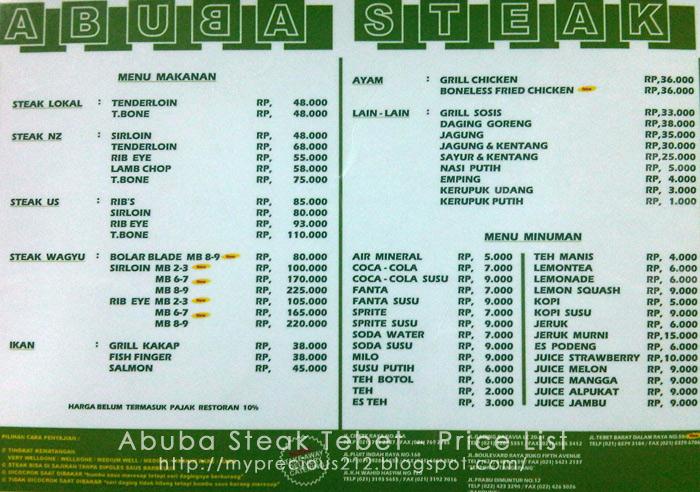 ABUBA STEAK
MENU MAKANAN
STEAK LOKAL : TENDERLOIN RP, 48.000
T.BONE RP, 48.000
STEAK NZ : SIRLOIN RP, 48.000
TENDERLOIN RP, 68.000
RIB EYE RP, 55.000
LAMB CHOP RP, 58.000
T.BONE RP, 75.000
STEAK US : RIB'S RP, 85.000
SIRLOIN RP, 80.000
RIB EYE RP, 93.000
T.BONE RP, 110.000
STEAK WAGYU : BOLAR BLADE MB 8-9 New RP, 80.000
SIRLOIN MB 2-3 New RP, 100.000
MB 6-7 New RP, 170.000
MB 8-9 RP, 225.000
RIB EYE MB 2-3 New RP, 105.000
MB 6-7 New RP, 165.000
MB 8-9 RP, 220.000
IKAN : GRILL KAKAP RP, 38.000
FISH FINGER RP, 38.000
SALMON RP, 45.000
HARGA BELUM TERMASUK PAJAK RESTORAN 10%
AYAM : GRILL CHICKEN RP,36.000
BONELESS FRIED CHICKEN New RP,36.000
LAIN-LAIN : GRILL SOSIS RP,33.000
DAGING GORENG RP,38.000
JAGUNG RP,35.000
JAGUNG & KENTANG RP,30.000
SAYUR & KENTANG RP,25.000
NASI PUTIH RP, 5.000
EMPING RP, 4.000
KERUPUK UDANG RP, 3.000
KERUPUK PUTIH RP, 1.000
MENU MINUMAN
AIR MINERAL RP, 5.000
COCA-COLA RP, 7.000
COCA-COLA SUSU RP, 9.000
FANTA RP, 7.000
FANTA SUSU RP, 9.000
SPRITE RP, 7.000
SPRITE SUSU RP, 9.000
SODA WATER RP, 7.000
SODA SUSU RP, 9.000
MILO RP, 9.000
SUSU PUTIH RP, 6.000
TEH BOTOL RP, 6.000
TEH RP, 2.000
ES TEH RP, 3.000
TEH MANIS RP, 4.000
LEMONTEA RP, 6.000
LEMONADE RP, 6.000
LEMON SQUASH RP, 9.000
KOPI RP, 5.000
KOPI SUSU RP, 9.000
JERUK RP, 6.000
JERUK MURNI RP,15.000
ES PODENG RP, 6.000
JUICE STRAWBERRY RP,10.000
JUICE MELON RP, 9.000
JUICE MANGGA RP, 9.000
JUICE ALPUKAT RP, 9.000
JUICE JAMBU RP, 9.000
PILIHAN CARA PENYAJIAN :
TINGKAT KEMATANGAN
Abuba Steak Tebet - Price List
http://myprecious212.blogspot.com/